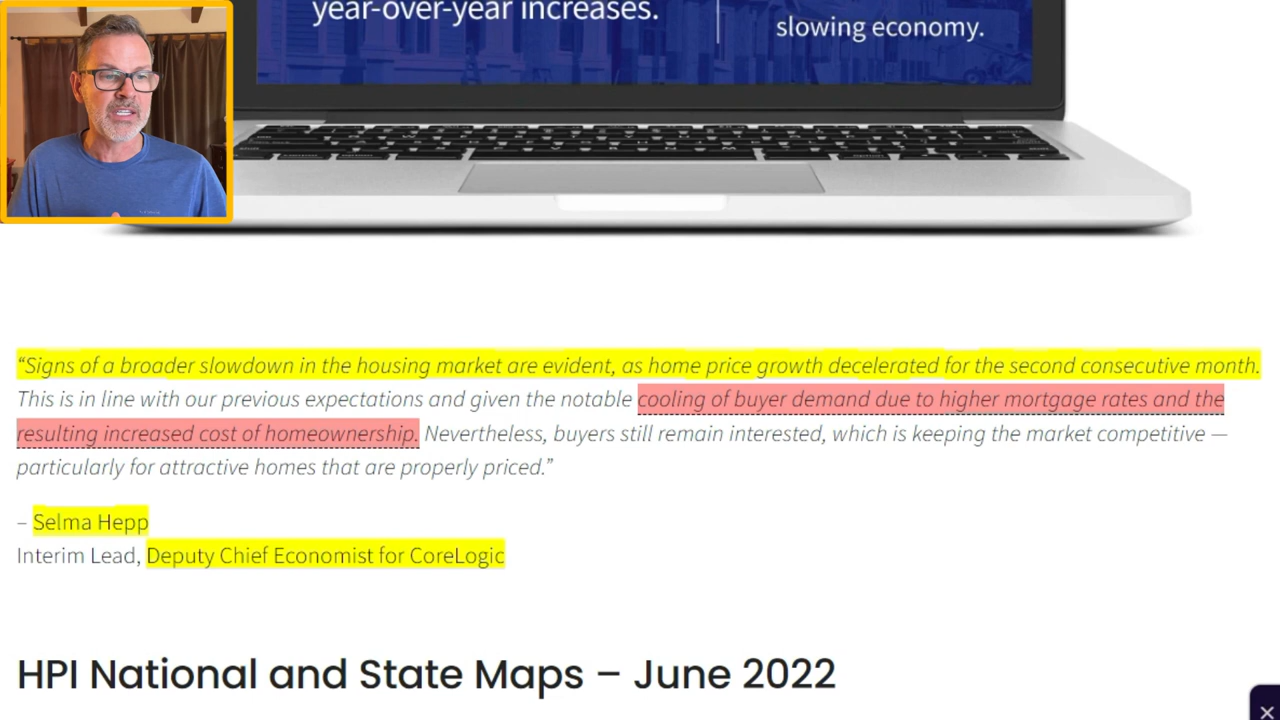 year-over-year increases.
slowing economy.
“Signs of a broader slowdown in the housing market are evident, as home price growth decelerated for the second consecutive month.
This is in line with our previous expectations and given the notable cooling of buyer demand due to higher mortgage rates and the
resulting increased cost of homeownership. Nevertheless, buyers still remain interested, which is keeping the market competitive —
particularly for attractive homes that are properly priced.”
– Selma Hepp
Interim Lead, Deputy Chief Economist for CoreLogic
HPI National and State Maps – June 2022